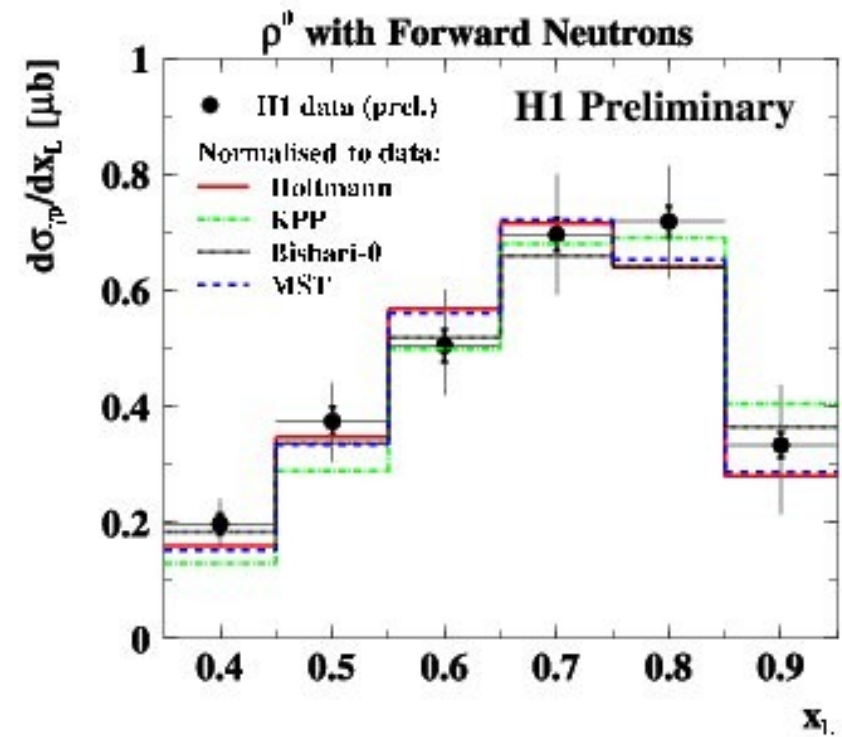 ρ⁰ with Forward Neutrons
dσγp/dxL [μb]
1
0.8
0.6
0.4
0.2
0
H1 Preliminary
H1 data (prel.)
Normalised to data:
Holtmann
KPP
Bishari-0
MST
0.4 0.5 0.6 0.7 0.8 0.9
xL